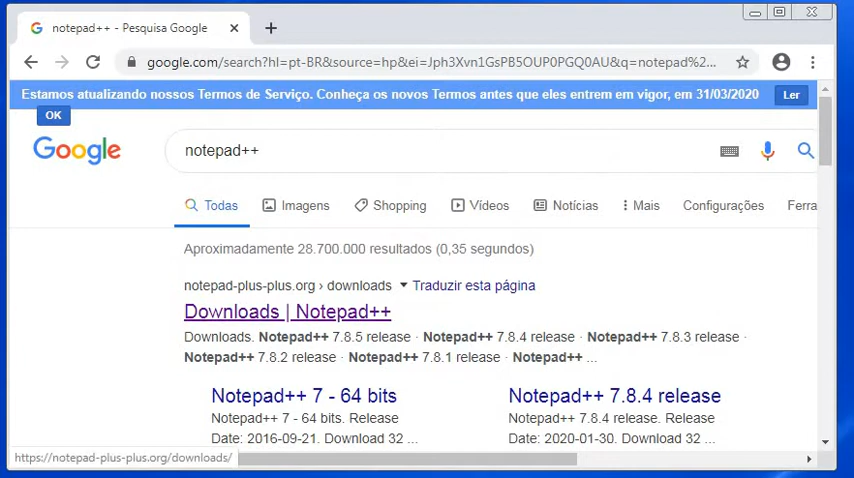 notepad++ - Pesquisa Google
google.com/search?hl=pt-BR&source=hp&ei=Jph3Xvn1GsPB5OUP0PGQ0AU&q=notepad%2...
Estamos atualizando nossos Termos de Serviço. Conheça os novos Termos antes que eles entrem em vigor, em 31/03/2020 Ler
OK
Google notepad++
Todas Imagens Shopping Vídeos Notícias Mais Configurações Ferra
Aproximadamente 28.700.000 resultados (0,35 segundos)
notepad-plus-plus.org › downloads Traduzir esta página
Downloads | Notepad++
Downloads. Notepad++ 7.8.5 release · Notepad++ 7.8.4 release · Notepad++ 7.8.3 release ·
Notepad++ 7.8.2 release · Notepad++ 7.8.1 release · Notepad++ ...
Notepad++ 7 - 64 bits Notepad++ 7.8.4 release
Notepad++ 7 - 64 bits. Release Notepad++ 7.8.4 release. Release
Date: 2016-09-21. Download 32 ... Date: 2020-01-30. Download 32 ...
https://notepad-plus-plus.org/downloads/